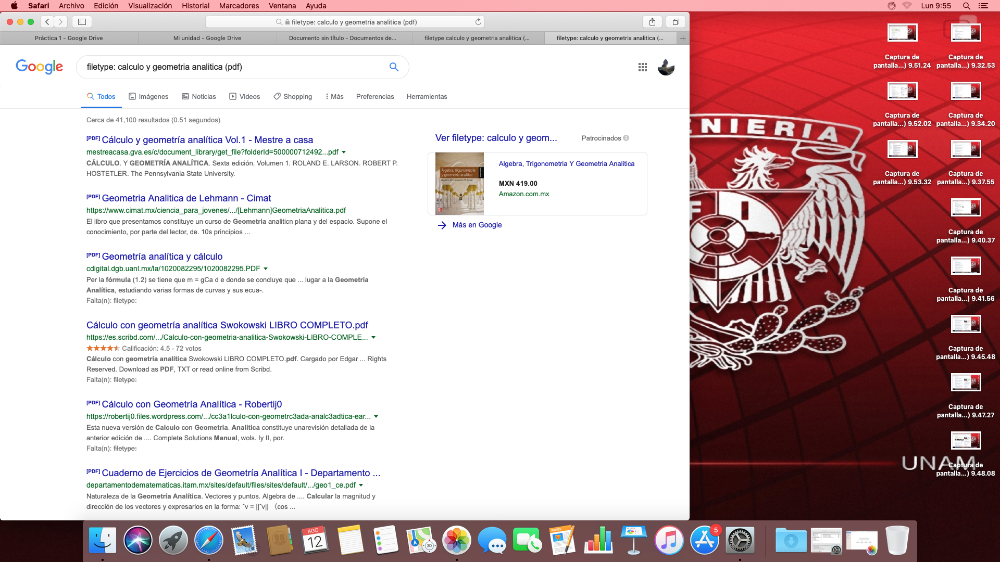 Safari Archivo Edición Visualización Historial Marcadores Ventana Ayuda Lun 9:55
filetype: calculo y geometria analitica (pdf)
Práctica 1 - Google Drive Mi unidad - Google Drive Documento sin título - Documentos de... filetype calculo y geometria analitica (... filetype: calculo y geometria analitica (...
Google filetype: calculo y geometria analitica (pdf)
Todos Imágenes Noticias Videos Shopping Más Preferencias Herramientas
Cerca de 41,100 resultados (0.51 segundos)
[PDF] Cálculo y geometría analítica Vol.1 - Mestre a casa
mestreacasa.gva.es/c/document_library/get_file?folderId=500000712492...pdf
CÁLCULO. Y GEOMETRÍA ANALÍTICA. Sexta edición. Volumen 1. ROLAND E. LARSON. ROBERT P.
HOSTETLER. The Pennsylvania State University.
[PDF] Geometria Analitica de Lehmann - Cimat
https://www.cimat.mx/ciencia_para_jovenes/.../[Lehmann]GeometriaAnalitica.pdf
El libro que presentamos constituye un curso de Geometria analiticn plana y del espacio. Supone el
conocimiento, por parte del lector, de. 10s principios ...
[PDF] Geometría analítica y cálculo
cdigital.dgb.uanl.mx/la/1020082295/1020082295.PDF
Per la fórmula (1.2) se tiene que m = gCa d e donde se concluye que ... lugar a la Geometría
Analítica, estudiando varias formas de curvas y sus ecua-.
Falta(n): filetype:
Cálculo con geometría analítica Swokowski LIBRO COMPLETO.pdf
https://es.scribd.com/.../Calculo-con-geometria-analitica-Swokowski-LIBRO-COMPLE...
Calificación: 4.5 - 72 votos
Cálculo con geometría analítica Swokowski LIBRO COMPLETO.pdf. Cargado por Edgar ... Rights
Reserved. Download as PDF, TXT or read online from Scribd.
Falta(n): filetype:
[PDF] Cálculo con Geometría Analítica - Robertij0
https://robertij0.files.wordpress.com/.../cc3a1lculo-con-geometrc3ada-analc3adtica-ear...
Esta nueva versión de Calculo con Geometria. Analitica constituye unarevisión detallada de la
anterior edición de .... Complete Solutions Manual, wols. Iy II, por.
Falta(n): filetype:
[PDF] Cuaderno de Ejercicios de Geometría Analítica I - Departamento ...
departamentodematematicas.itam.mx/sites/default/files/sites/default/.../geo1_ce.pdf
Naturaleza de la Geometría Analítica. Vectores y puntos. Algebra de .... Calcular la magnitud y
dirección de los vectores y expresarlos en la forma: ˆv = ||ˆv|| 〈cos ...
Ver filetype: calculo y geom... Patrocinados
Álgebra, trigonometría
y geometría analítica
Algebra, Trigonometria Y Geometria Analitica
MXN 419.00
Amazon.com.mx
Más en Google
NIERIA
F
UNAM
Captura de
pantalla...) 9.51.24
Captura de
pantalla...) 9.32.53
Captura de
pantalla...) 9.52.02
Captura de
pantalla...) 9.34.20
Captura de
pantalla...) 9.53.32
Captura de
pantalla...) 9.37.55
Captura de
pantalla...) 9.40.37
Captura de
pantalla...) 9.41.56
Captura de
pantalla...) 9.45.48
Captura de
pantalla...) 9.47.27
Captura de
pantalla...) 9.48.08
AGO
12
3D
PAGES
5